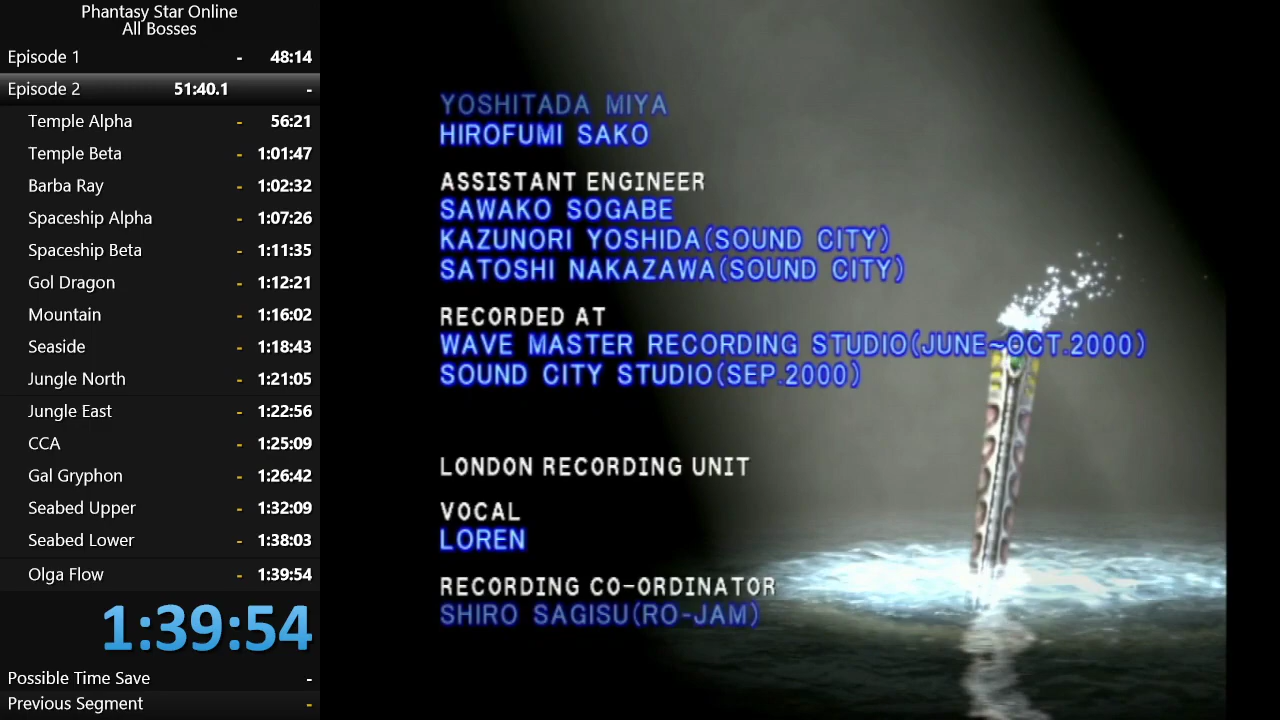 Phantasy Star Online
All Bosses
Episode 1 - 48:14
Episode 2 51:40.1 -
Temple Alpha - 56:21
Temple Beta - 1:01:47
Barba Ray - 1:02:32
Spaceship Alpha - 1:07:26
Spaceship Beta - 1:11:35
Gol Dragon - 1:12:21
Mountain - 1:16:02
Seaside - 1:18:43
Jungle North - 1:21:05
Jungle East - 1:22:56
CCA - 1:25:09
Gal Gryphon - 1:26:42
Seabed Upper - 1:32:09
Seabed Lower - 1:38:03
Olga Flow - 1:39:54
1:39:54
Possible Time Save -
Previous Segment -
YOSHITADA MIYA
HIROFUMI SAKO
ASSISTANT ENGINEER
SAWAKO SOGABE
KAZUNORI YOSHIDA(SOUND CITY)
SATOSHI NAKAZAWA(SOUND CITY)
RECORDED AT
WAVE MASTER RECORDING STUDIO(JUNE~OCT.2000)
SOUND CITY STUDIO(SEP.2000)
LONDON RECORDING UNIT
VOCAL
LOREN
RECORDING CO-ORDINATOR
SHIRO SAGISU(RO-JAM)